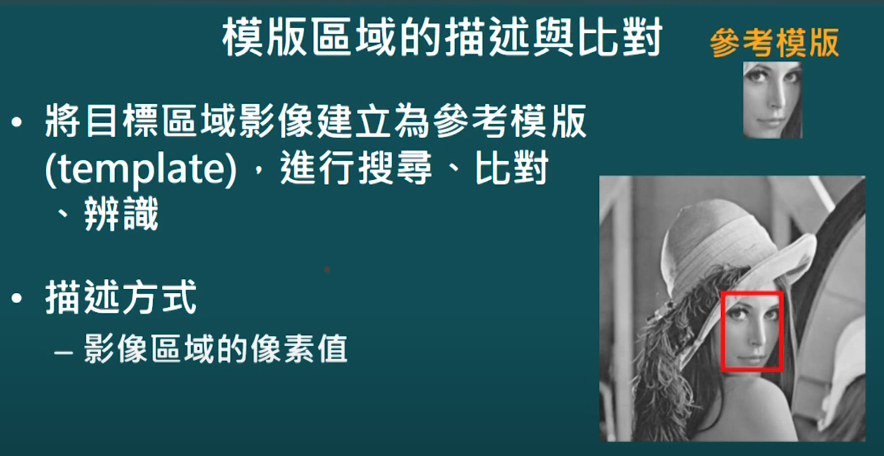 模版區域的描述與比對
參考模版
• 將目標區域影像建立為參考模版
(template)，進行搜尋、比對
、辨識
• 描述方式
– 影像區域的像素值